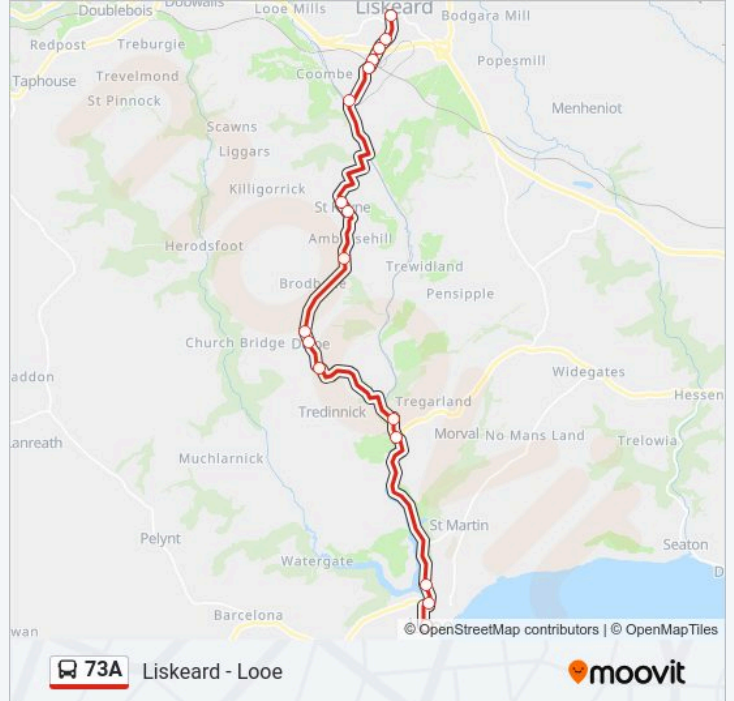 Doublebois
Looe Mills
Liskeard
Bodgara Mill
Redpost
Treburgie
Popesmill
Trevelmond
Coombe
Taphouse
St Pinnock
Menheniot
Scawns
Liggars
Killigorrick
Herodsfoot
Trewidland
Pensipple
Church Bridge
Widegates
addon
Tregarland
Hessen
Tredinnick
Morval
No Mans Land
Trelowia
anreath
Muchlarnick
St Martin
Pelynt
Seaton
Watergate
D
Barcelona
wan
© OpenStreetMap contributors | © OpenMapTiles
73A
Liskeard - Looe
moovit